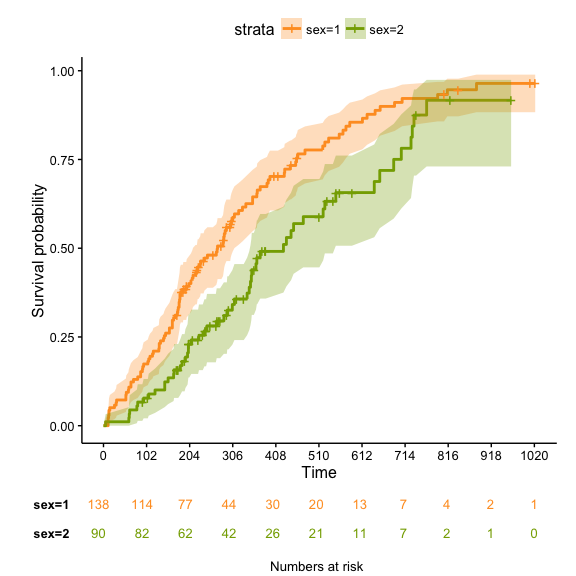 strata sex=1 sex=2
Survival probability
1.00
0.75
0.50
0.25
0.00
0 102 204 306 408 510 612 714 816 918 1020
Time
sex=1 138 114 77 44 30 20 13 7 4 2 1
sex=2 90 82 62 42 26 21 11 7 2 1 0
Numbers at risk